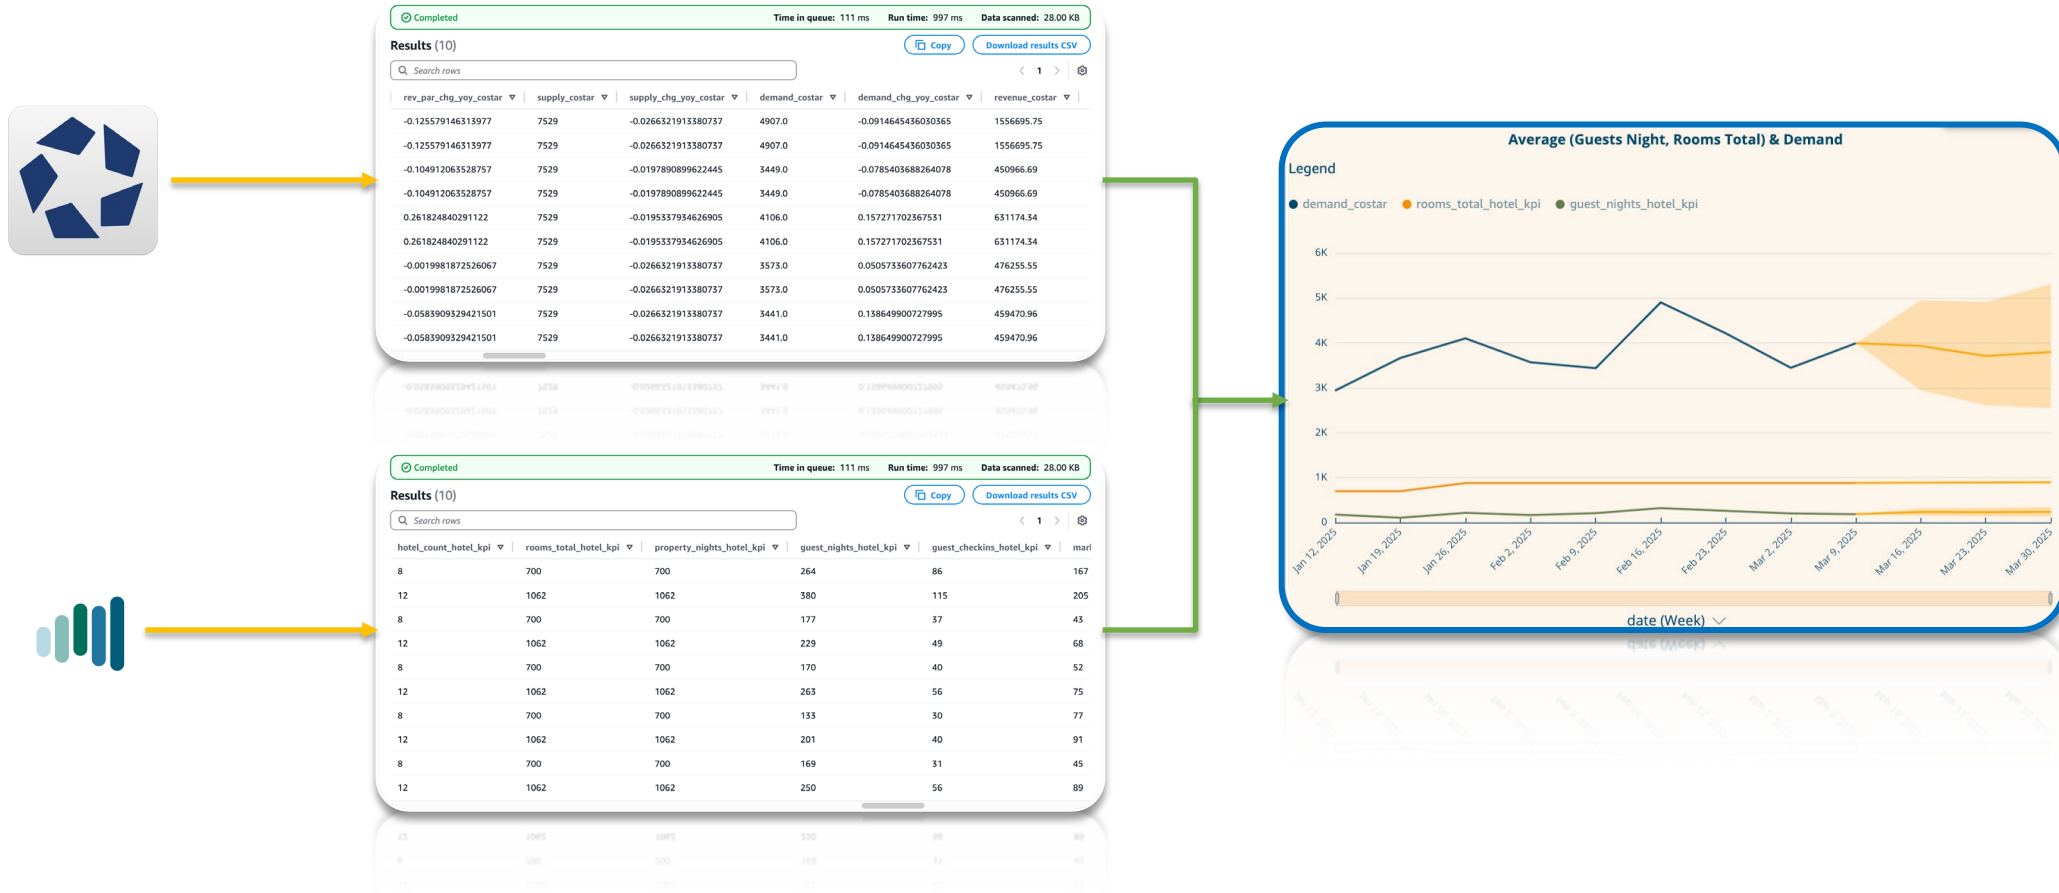 Completed Time in queue: 111 ms Run time: 997 ms Data scanned: 28.00 KB
Results (10) Copy Download results CSV
Search rows 1
rev_par_chg_yoy_costar supply_costar supply_chg_yoy_costar demand_costar demand_chg_yoy_costar revenue_costar
-0.125579146313977 7529 -0.0266321913380737 4907.0 -0.0914645436030365 1556695.75
-0.125579146313977 7529 -0.0266321913380737 4907.0 -0.0914645436030365 1556695.75
-0.104912063528757 7529 -0.0197890899622445 3449.0 -0.0785403688264078 450966.69
-0.104912063528757 7529 -0.0197890899622445 3449.0 -0.0785403688264078 450966.69
0.261824840291122 7529 -0.0195337934626905 4106.0 0.157271702367531 631174.34
0.261824840291122 7529 -0.0195337934626905 4106.0 0.157271702367531 631174.34
-0.0019981872526067 7529 -0.0266321913380737 3573.0 0.0505733607762423 476255.55
-0.0019981872526067 7529 -0.0266321913380737 3573.0 0.0505733607762423 476255.55
-0.0583909329421501 7529 -0.0266321913380737 3441.0 0.138649900727995 459470.96
-0.0583909329421501 7529 -0.0266321913380737 3441.0 0.138649900727995 459470.96
Completed Time in queue: 111 ms Run time: 997 ms Data scanned: 28.00 KB
Results (10) Copy Download results CSV
Search rows 1
hotel_count_hotel_kpi rooms_total_hotel_kpi property_nights_hotel_kpi guest_nights_hotel_kpi guest_checkins_hotel_kpi marl
8 700 700 264 86 167
12 1062 1062 380 115 205
8 700 700 177 37 43
12 1062 1062 229 49 68
8 700 700 170 40 52
12 1062 1062 263 56 75
8 700 700 133 30 77
12 1062 1062 201 40 91
8 700 700 169 31 45
12 1062 1062 250 56 89
Average (Guests Night, Rooms Total) & Demand
Legend
demand_costar rooms_total_hotel_kpi guest_nights_hotel_kpi
6K
5K
4K
3K
2K
1K
0
Jan 12, 2025 Jan 19, 2025 Jan 26, 2025 Feb 2, 2025 Feb 9, 2025 Feb 16, 2025 Feb 23, 2025 Mar 2, 2025 Mar 9, 2025 Mar 16, 2025 Mar 23, 2025 Mar 30, 2025
date (Week)